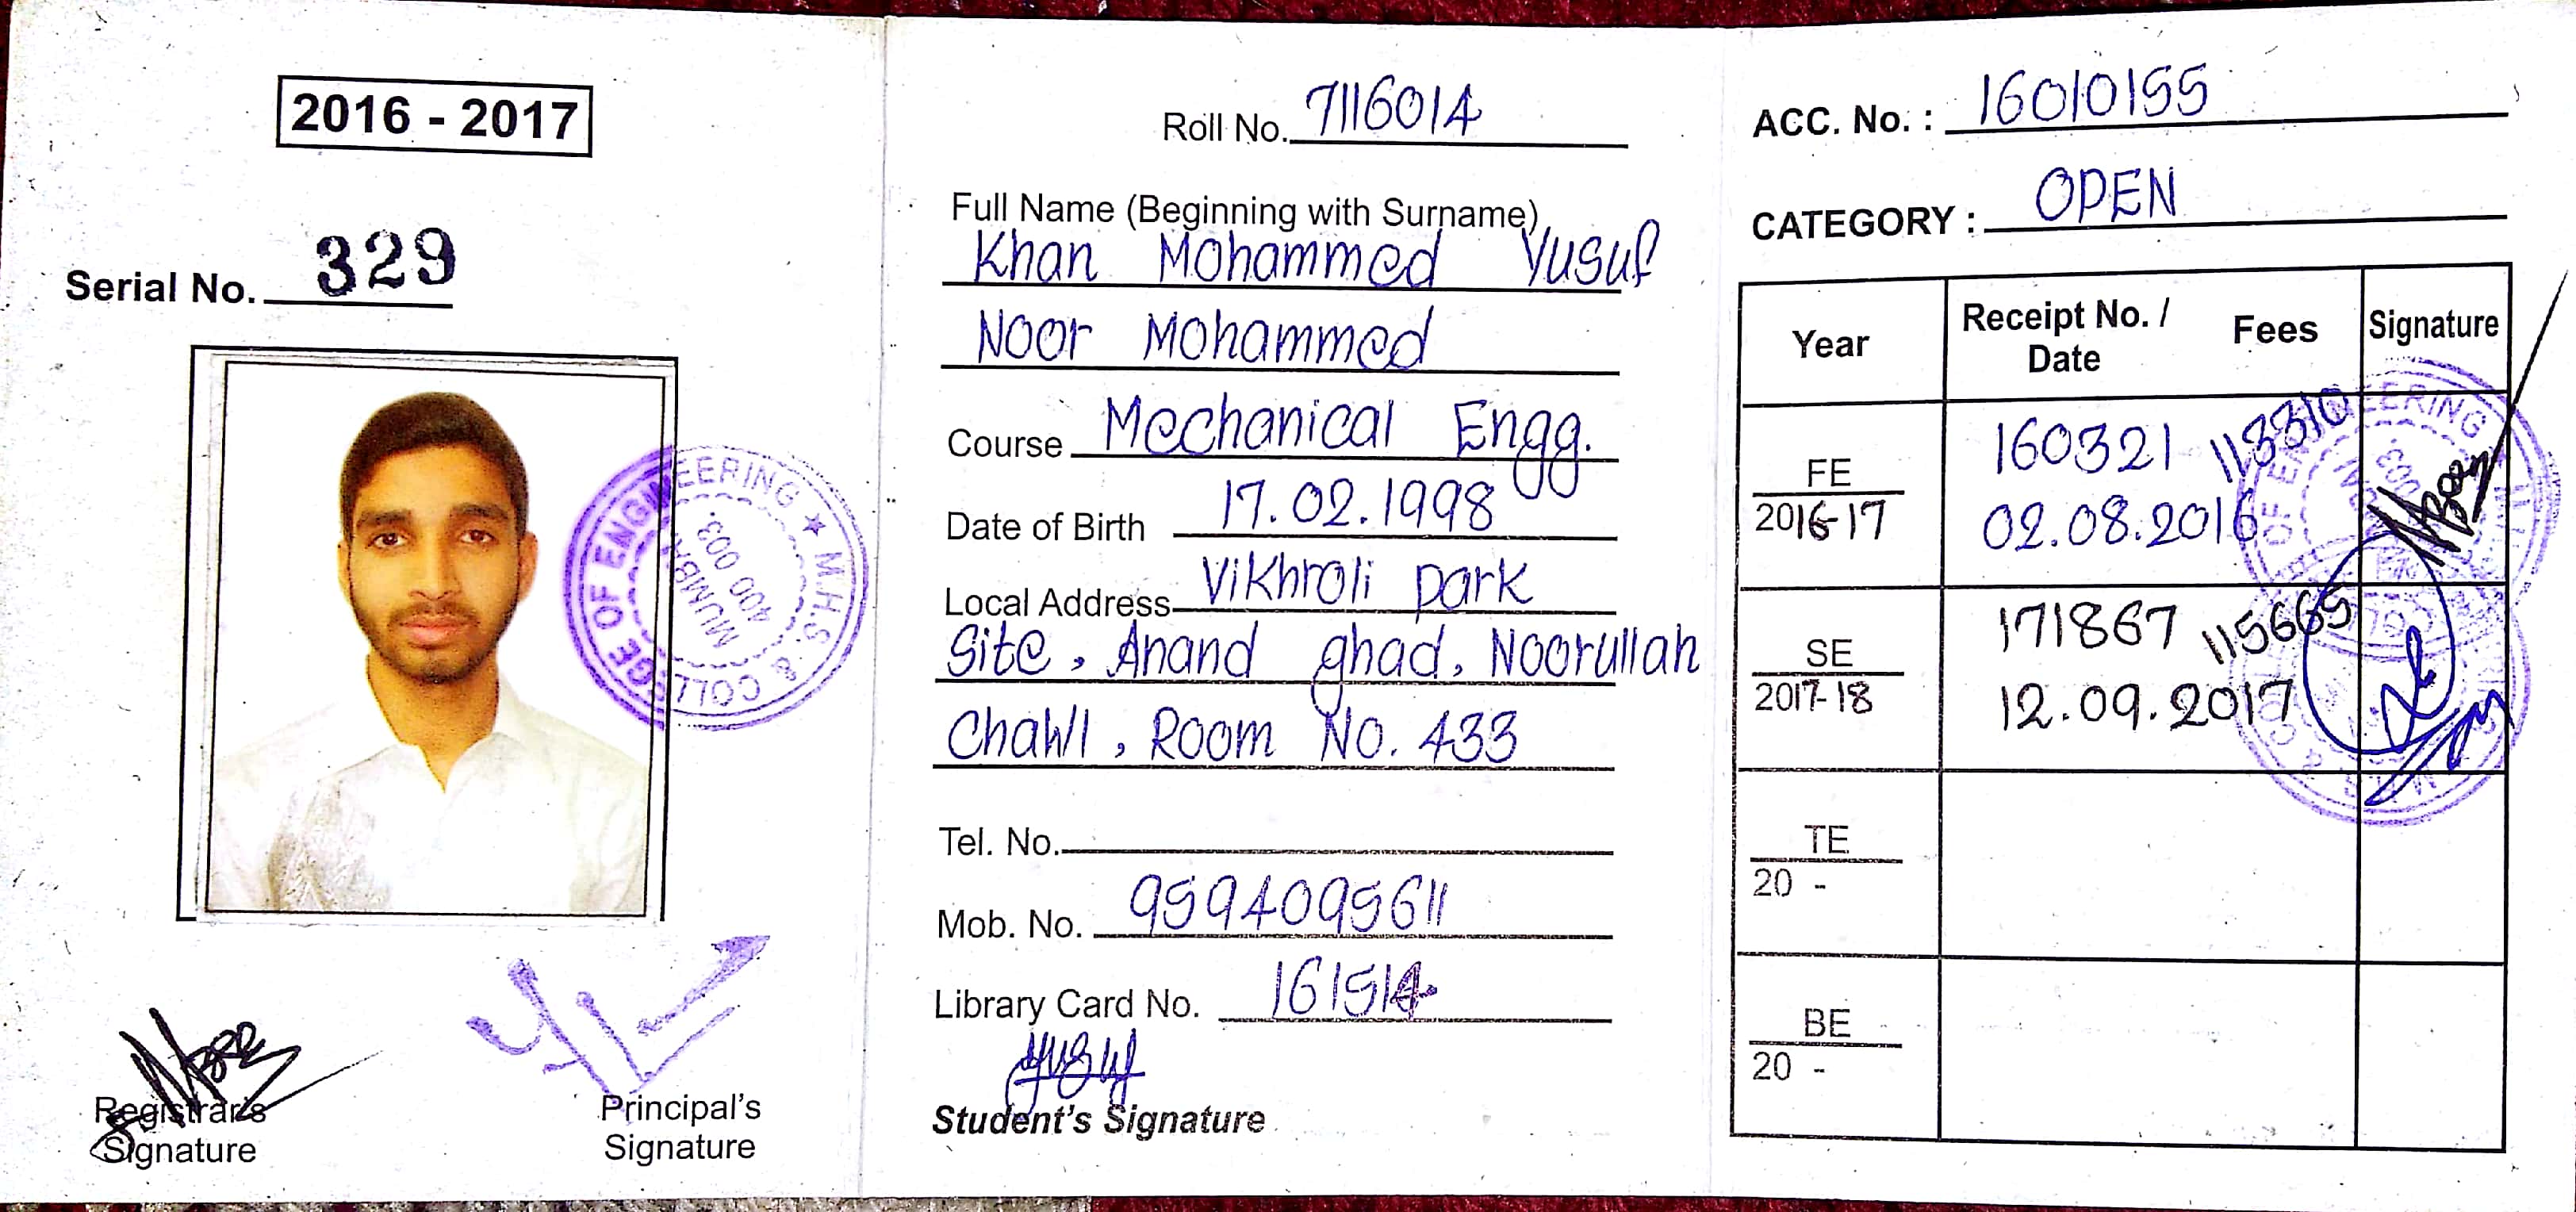 2016 - 2017
Serial No. 329
COLLEGE OF ENGINEERING ★ M.H.S.
MUMBAI
400 003.
Registrar's
Signature
Principal's
Signature
Roll No. 7116014
Full Name (Beginning with Surname)
Khan Mohammed Yusuf
Noor Mohammed
Course Mechanical Engg.
Date of Birth 17.02.1998
Local Address Vikhroli park
Site, Anand ghad, Noorullah
Chawl, Room No. 433
Tel. No.
Mob. No. 9594095611
Library Card No. 161514
Yusuf
Student's Signature
ACC. No. : 16010155
CATEGORY : OPEN
Year Receipt No. / Date Fees Signature
FE 2016-17 160321 113310
02.08.2016
SE 2017-18 171867 115665
12.09.2017
TE
20 -
BE
20 -